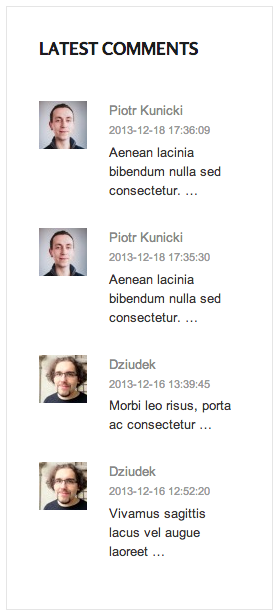 LATEST COMMENTS
Piotr Kunicki
2013-12-18 17:36:09
Aenean lacinia
bibendum nulla sed
consectetur. ...
Piotr Kunicki
2013-12-18 17:35:30
Aenean lacinia
bibendum nulla sed
consectetur. ...
Dziudek
2013-12-16 13:39:45
Morbi leo risus, porta
ac consectetur ...
Dziudek
2013-12-16 12:52:20
Vivamus sagittis
lacus vel augue
laoreet ...